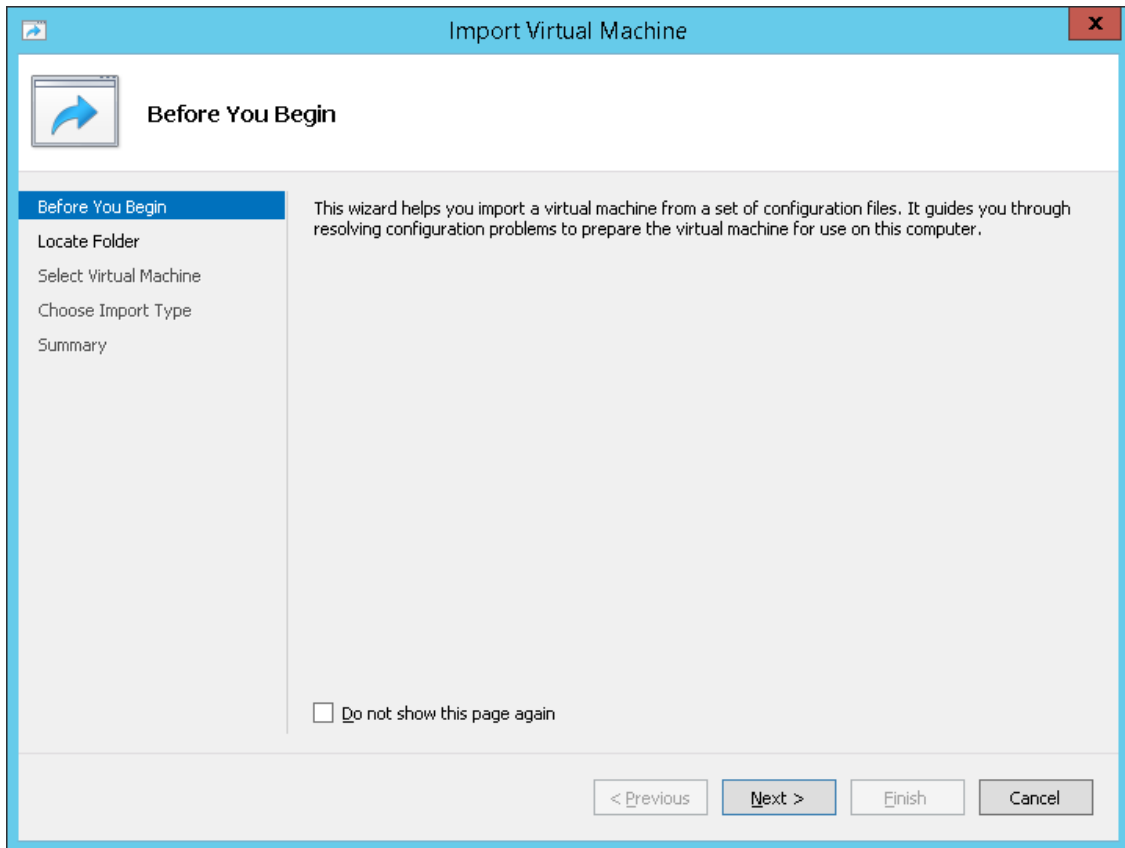 Import Virtual Machine
x
Before You Begin
Before You Begin
Locate Folder
Select Virtual Machine
Choose Import Type
Summary
This wizard helps you import a virtual machine from a set of configuration files. It guides you through
resolving configuration problems to prepare the virtual machine for use on this computer.
Do not show this page again
< Previous
Next >
Finish
Cancel